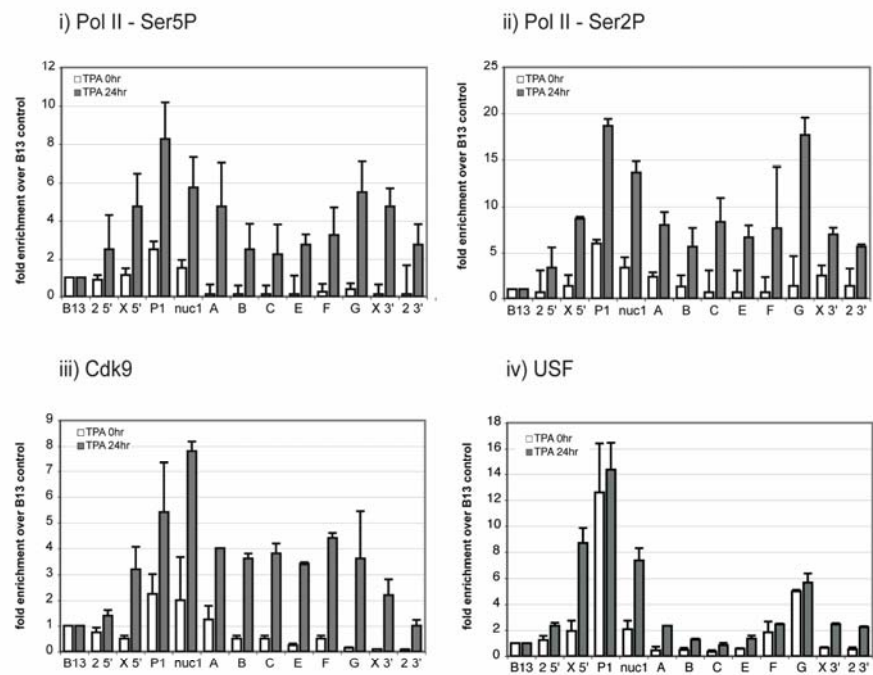 i) Pol II - Ser5P
fold enrichment over B13 control
12
10
8
6
4
2
0
TPA 0hr
TPA 24hr
B13 2 5' X 5' P1 nuc1 A B C E F G X 3' 2 3'
ii) Pol II - Ser2P
fold enrichment over B13 control
25
20
15
10
5
0
TPA 0hr
TPA 24hr
B13 2 5' X 5' P1 nuc1 A B C E F G X 3' 2 3'
iii) Cdk9
fold enrichment over B13 control
9
8
7
6
5
4
3
2
1
0
TPA 0hr
TPA 24hr
B13 2 5' X 5' P1 nuc1 A B C E F G X 3' 2 3'
iv) USF
fold enrichment over B13 control
18
16
14
12
10
8
6
4
2
0
TPA 0hr
TPA 24hr
B13 2 5' X 5' P1 nuc1 A B C E F G X 3' 2 3'